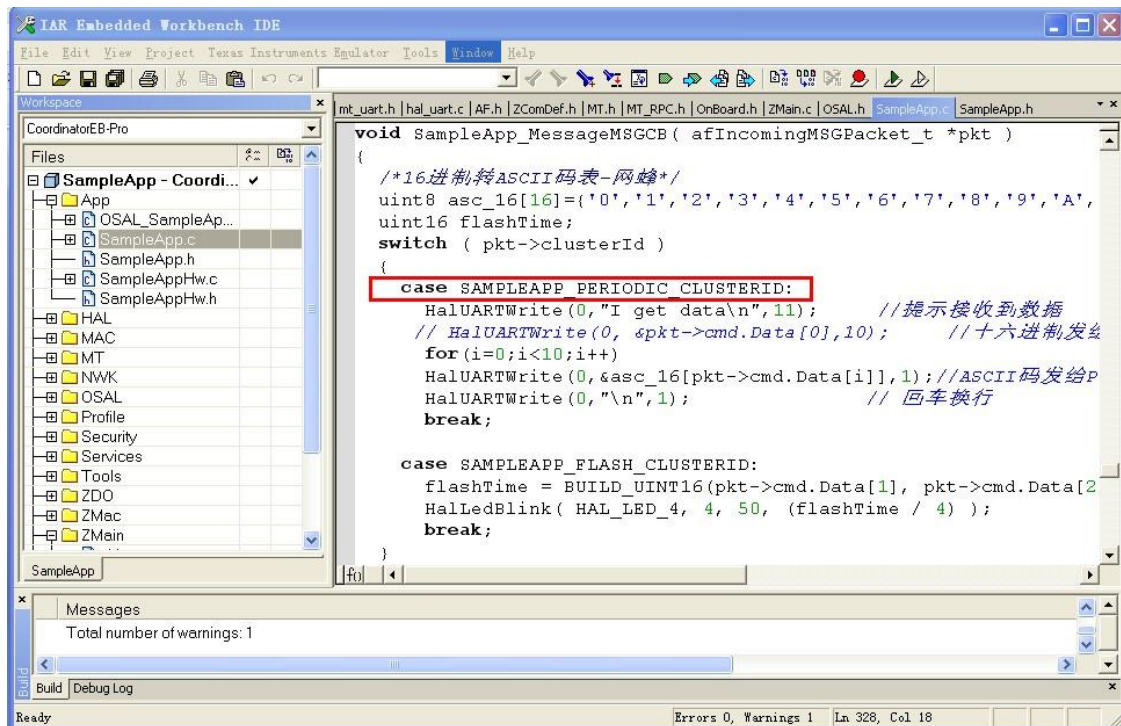 IAR Embedded Workbench IDE
File Edit View Project Texas Instruments Emulator Tools Window Help
Workspace
CoordinatorEB-Pro
Files
SampleApp - Coordi...
App
OSAL_SampleAp...
SampleApp.c
SampleApp.h
SampleAppHw.c
SampleAppHw.h
HAL
MAC
MT
NWK
OSAL
Profile
Security
Services
Tools
ZDO
ZMac
ZMain
SampleApp
mt_uart.h | hal_uart.c | AF.h | ZComDef.h | MT.h | MT_RPC.h | OnBoard.h | ZMain.c | OSAL.h SampleApp.c SampleApp.h
void SampleApp_MessageMSGCB( afIncomingMSGPacket_t *pkt )
{
/*16进制转ASCII码表-网蜂*/
uint8 asc_16[16]={'0','1','2','3','4','5','6','7','8','9','A',
uint16 flashTime;
switch ( pkt->clusterId )
{
case SAMPLEAPP_PERIODIC_CLUSTERID:
HalUARTWrite(0,"I get data\n",11); //提示接收到数据
// HalUARTWrite(0, &pkt->cmd.Data[0],10); //十六进制发给
for(i=0;i<10;i++)
HalUARTWrite(0,&asc_16[pkt->cmd.Data[i]],1);//ASCII码发给P
HalUARTWrite(0,"\n",1); // 回车换行
break;
case SAMPLEAPP_FLASH_CLUSTERID:
flashTime = BUILD_UINT16(pkt->cmd.Data[1], pkt->cmd.Data[2
HalLedBlink( HAL_LED_4, 4, 50, (flashTime / 4) );
break;
}
f()
Messages
Total number of warnings: 1
Build
Build Debug Log
Ready Errors 0, Warnings 1 Ln 328, Col 18